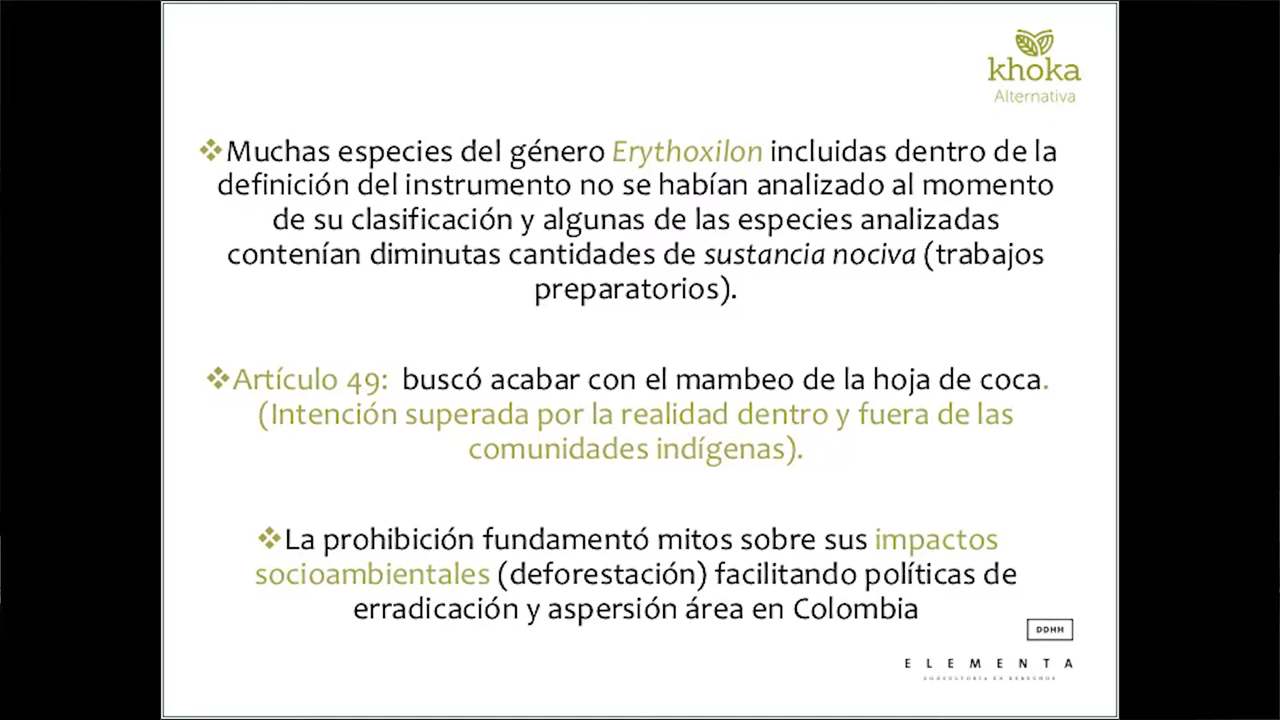 khoka
Alternativa
❖Muchas especies del género Erythoxilon incluidas dentro de la
definición del instrumento no se habían analizado al momento
de su clasificación y algunas de las especies analizadas
contenían diminutas cantidades de sustancia nociva (trabajos
preparatorios).
❖Artículo 49: buscó acabar con el mambeo de la hoja de coca.
(Intención superada por la realidad dentro y fuera de las
comunidades indígenas).
❖La prohibición fundamentó mitos sobre sus impactos
socioambientales (deforestación) facilitando políticas de
erradicación y aspersión área en Colombia
DDHH
ELEMENTA
CONSULTORÍA EN DERECHOS